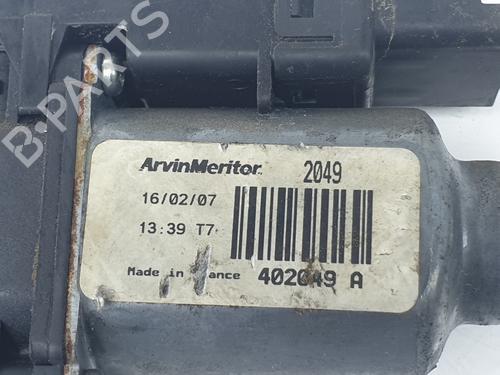 B-PARTS
ArvinMeritor. 2049
16/02/07
13:39 T7
Made in France 402049 A